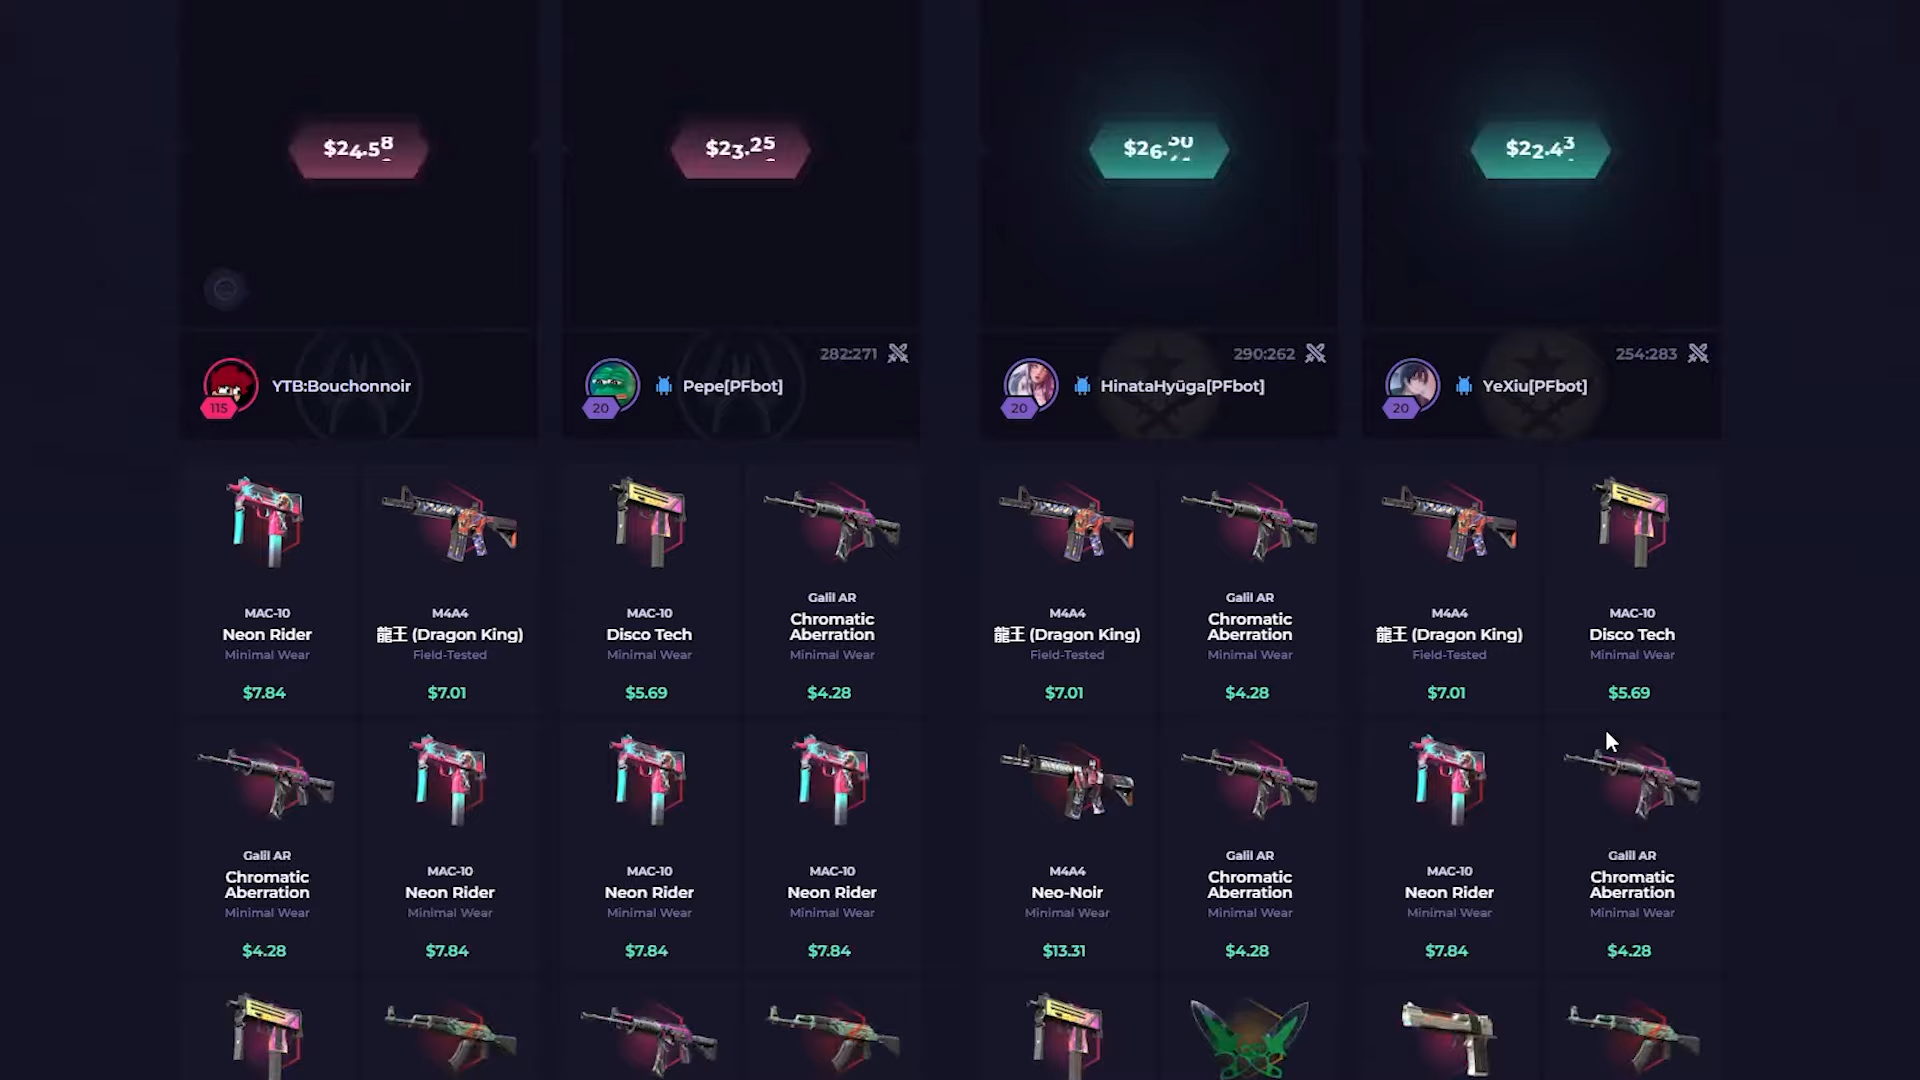 $24.58
$23.25
$26.30
$22.43
282:271
290:262
254:283
115
YTB:Bouchonnoir
20
Pepe[PFbot]
20
HinataHyūga[PFbot]
20
YeXiu[PFbot]
MAC-10
Neon Rider
Minimal Wear
$7.84
M4A4
龍王 (Dragon King)
Field-Tested
$7.01
MAC-10
Disco Tech
Minimal Wear
$5.69
Galil AR
Chromatic
Aberration
Minimal Wear
$4.28
M4A4
龍王 (Dragon King)
Field-Tested
$7.01
Galil AR
Chromatic
Aberration
Minimal Wear
$4.28
M4A4
龍王 (Dragon King)
Field-Tested
$7.01
MAC-10
Disco Tech
Minimal Wear
$5.69
Galil AR
Chromatic
Aberration
Minimal Wear
$4.28
MAC-10
Neon Rider
Minimal Wear
$7.84
MAC-10
Neon Rider
Minimal Wear
$7.84
MAC-10
Neon Rider
Minimal Wear
$7.84
M4A4
Neo-Noir
Minimal Wear
$13.31
Galil AR
Chromatic
Aberration
Minimal Wear
$4.28
MAC-10
Neon Rider
Minimal Wear
$7.84
Galil AR
Chromatic
Aberration
Minimal Wear
$4.28